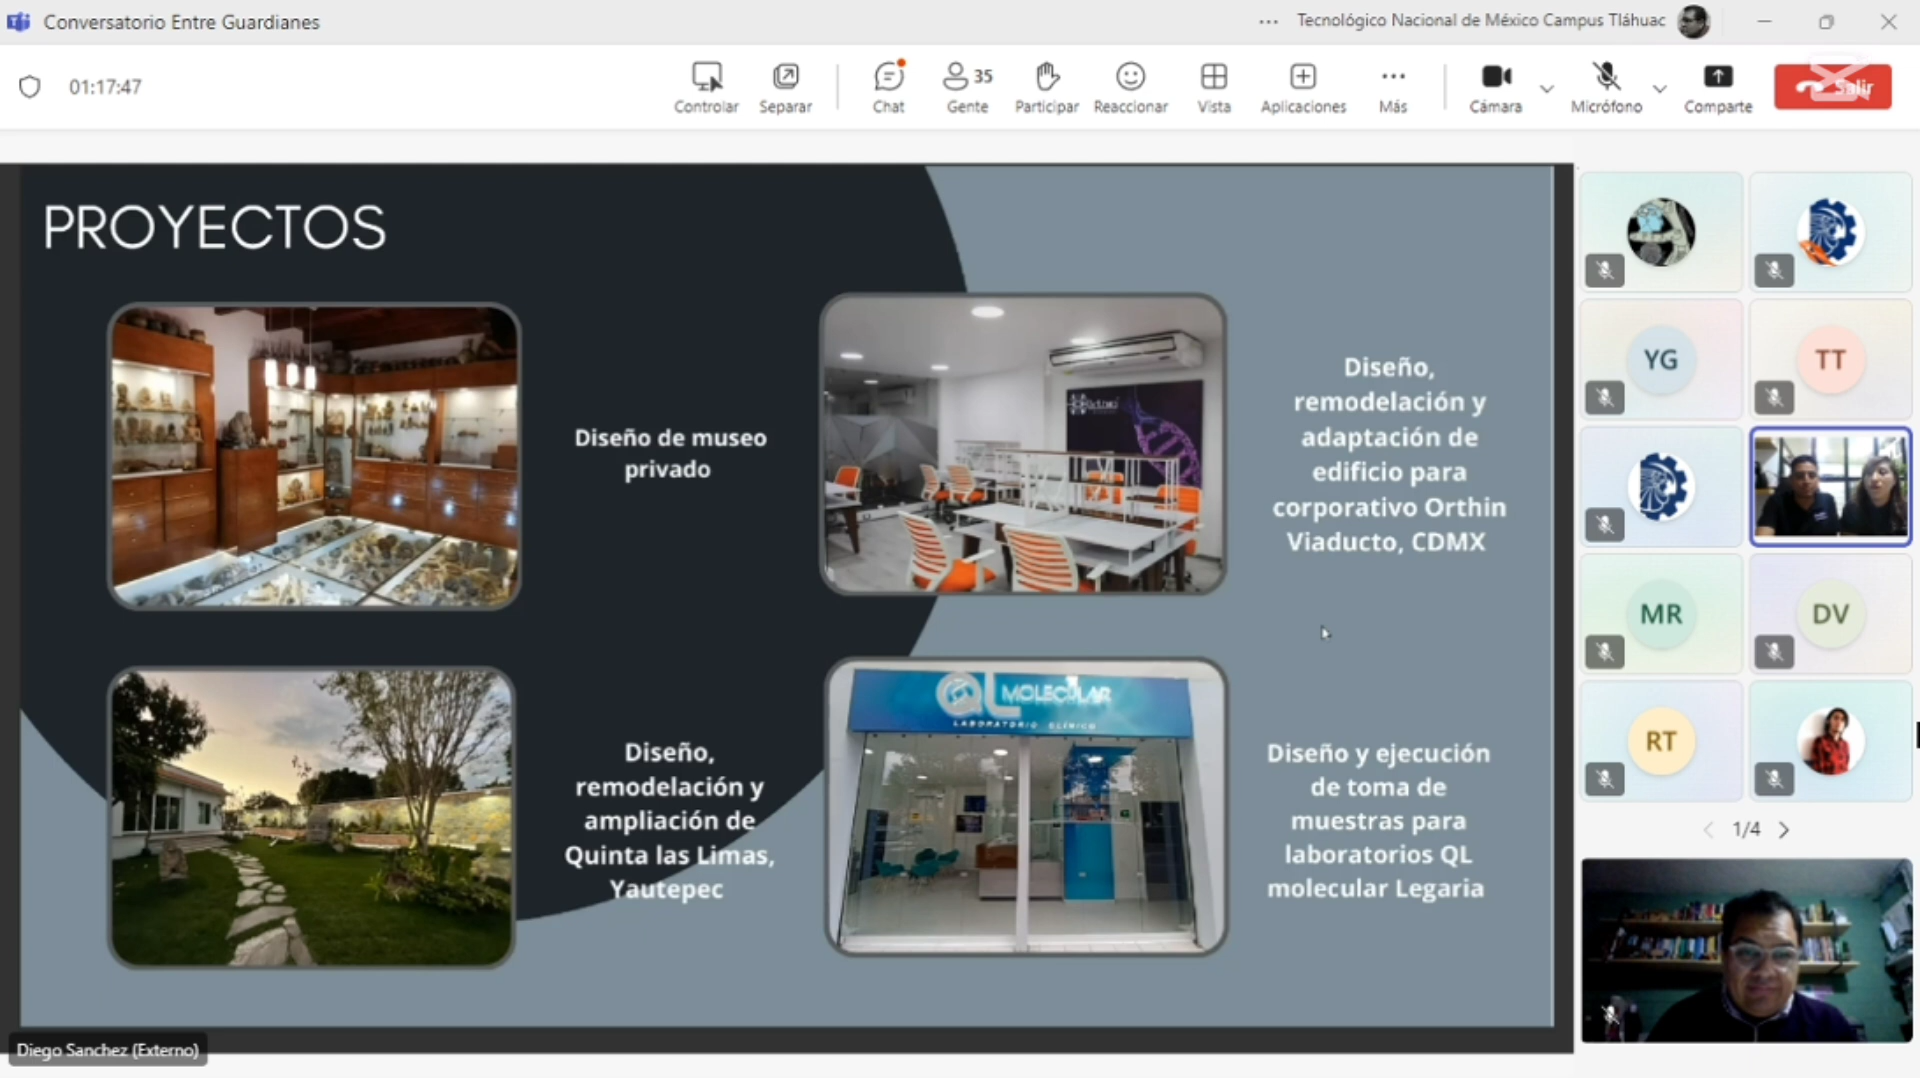 Conversatorio Entre Guardianes
Tecnológico Nacional de México Campus Tláhuac
01:17:47
Controlar
Separar
Chat
35
Gente
Participar
Reaccionar
Vista
Aplicaciones
Más
Cámara
Micrófono
Comparte
Salir
PROYECTOS
Diseño de museo
privado
Diseño,
remodelación y
adaptación de
edificio para
corporativo Orthin
Viaducto, CDMX
Diseño,
remodelación y
ampliación de
Quinta las Limas,
Yautepec
QL MOLECULAR
LABORATORIO CLÍNICO
Diseño y ejecución
de toma de
muestras para
laboratorios QL
molecular Legaria
YG
TT
MR
DV
RT
1/4
Diego Sanchez (Externo)